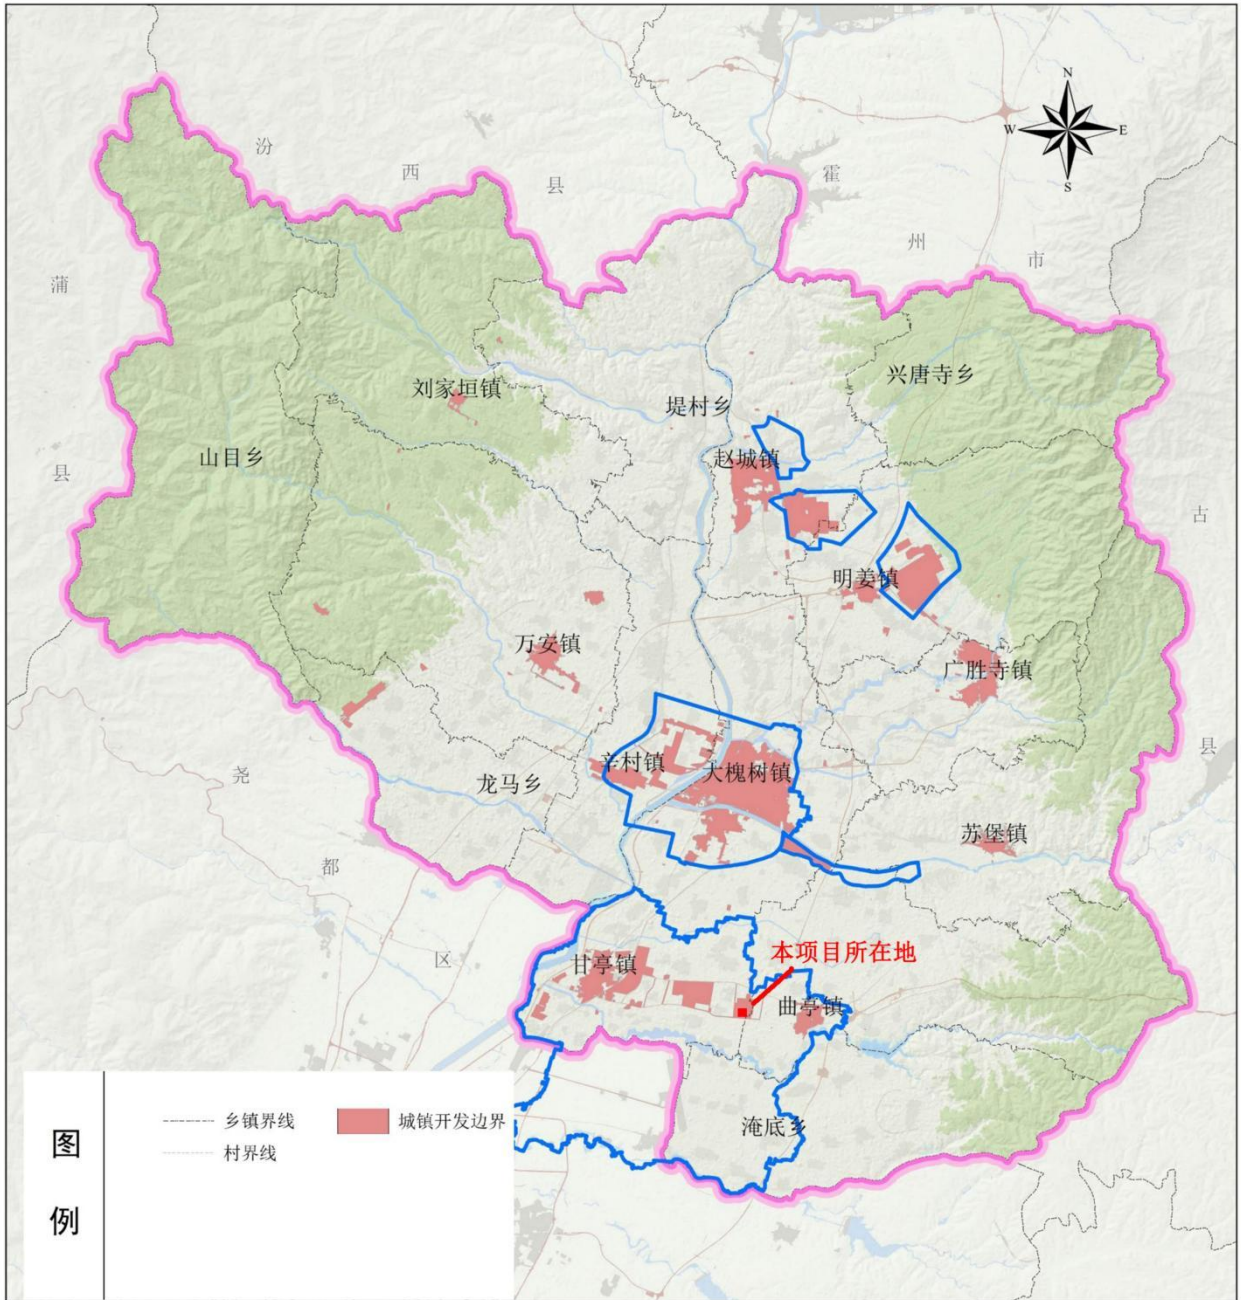 N
W
E
S
汾
西
县
霍
州
市
蒲
县
兴唐寺乡
刘家垣镇
堤村乡
山目乡
赵城镇
古
县
明姜镇
万安镇
广胜寺镇
辛村镇
大槐树镇
龙马乡
尧
都
区
苏堡镇
本项目所在地
甘亭镇
曲亭镇
淹底乡
图
例
乡镇界线
城镇开发边界
村界线